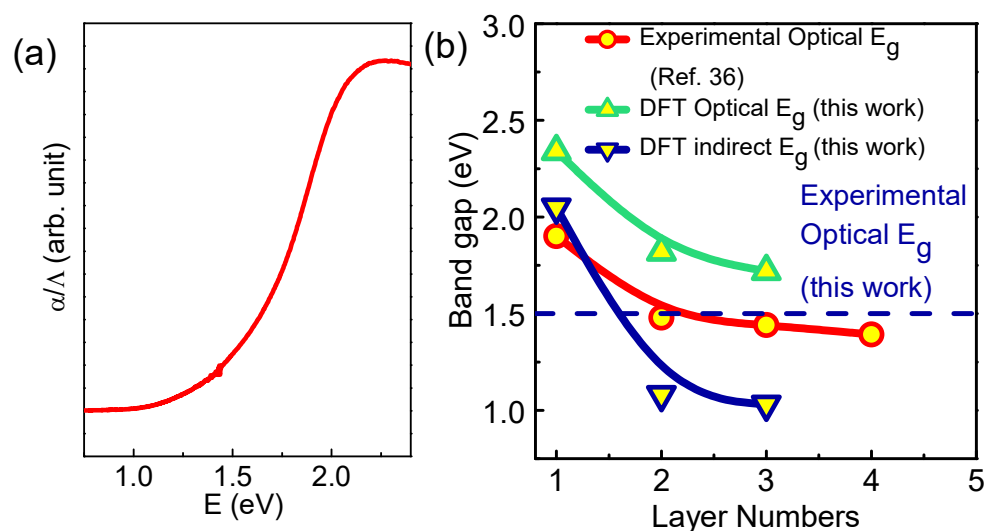 (a)
α/Λ (arb. unit)
1.0
1.5
2.0
E (eV)
(b)
Experimental Optical Eg
(Ref. 36)
DFT Optical Eg (this work)
DFT indirect Eg (this work)
Experimental
Optical Eg
(this work)
Band gap (eV)
3.0
2.5
2.0
1.5
1.0
1
2
3
4
5
Layer Numbers